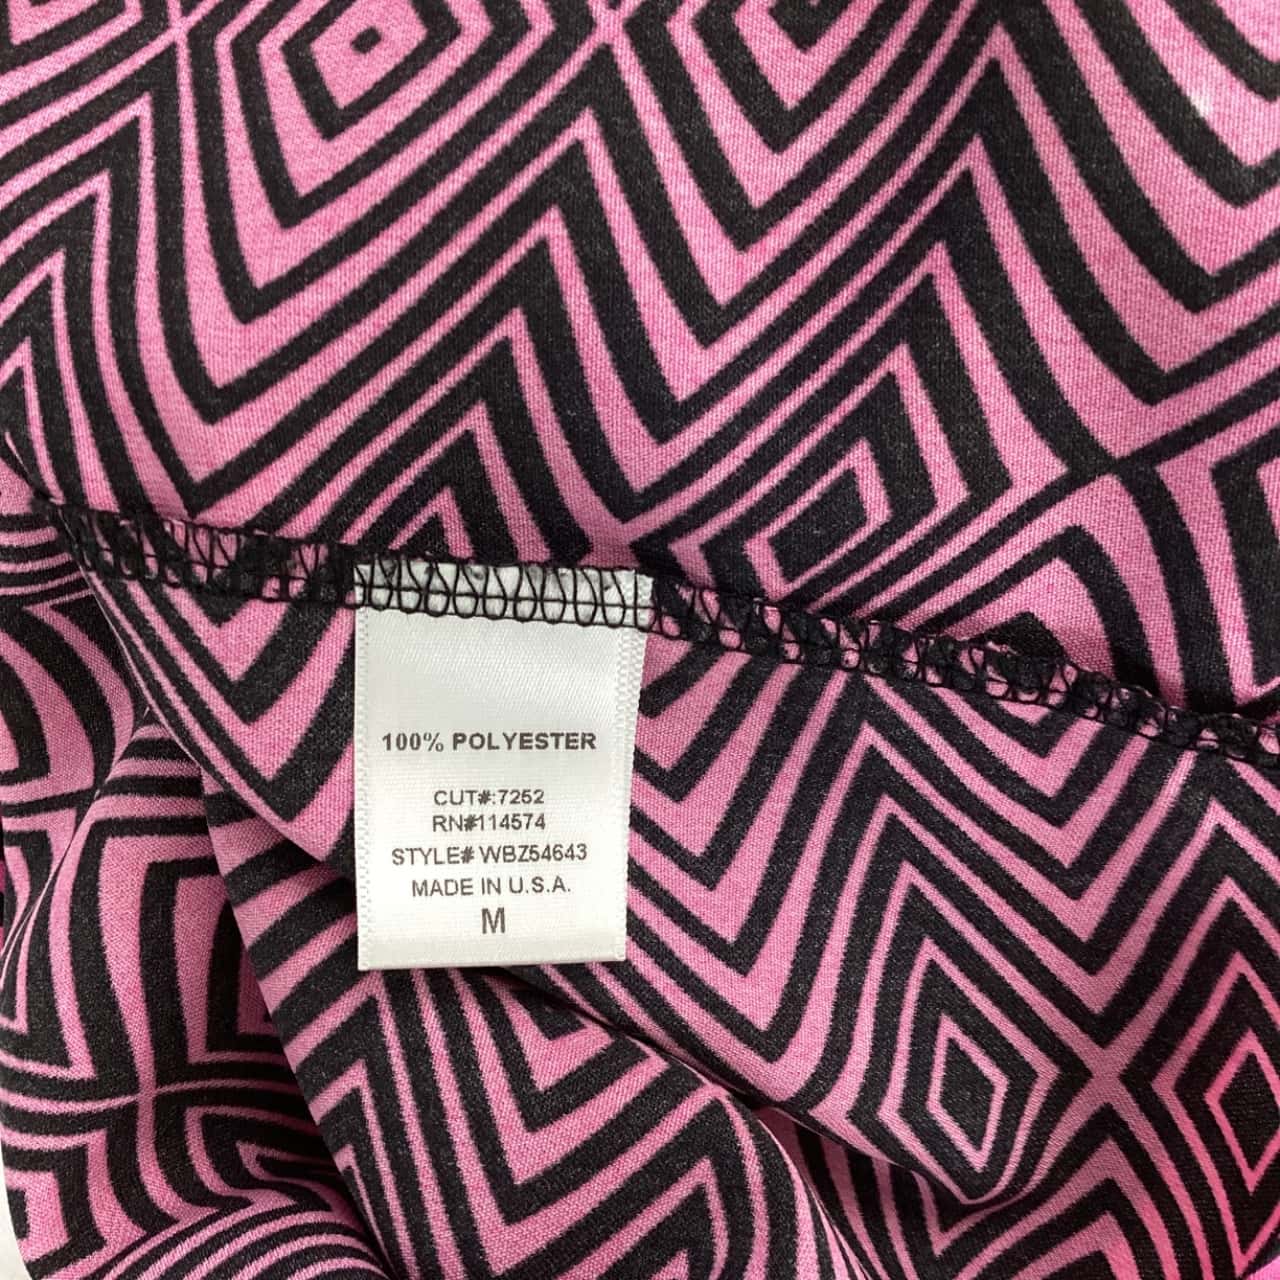 100% POLYESTER
CUT#:7252
RN#114574
STYLE# WBZ54643
MADE IN U.S.A.
M